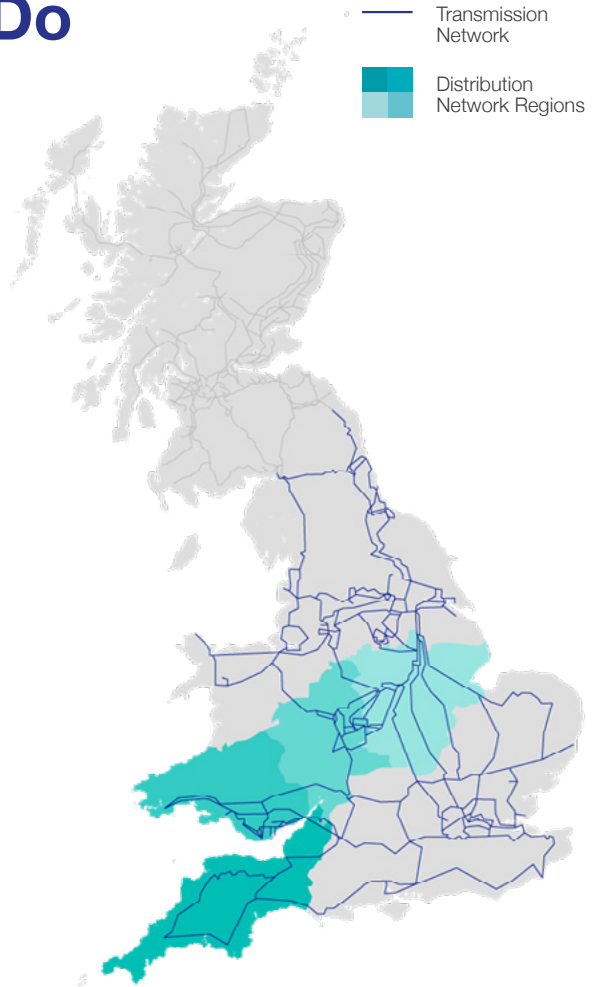 Do
Transmission
Network
Distribution
Network Regions